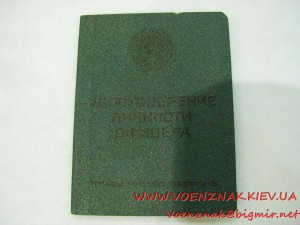 УДОСТОВЕРЕНИЕ
ЛИЧНОСТИ
ОФИЦЕРА
WWW.VOENZNAK.KIEV.UA
Voenznak@bigmir.net